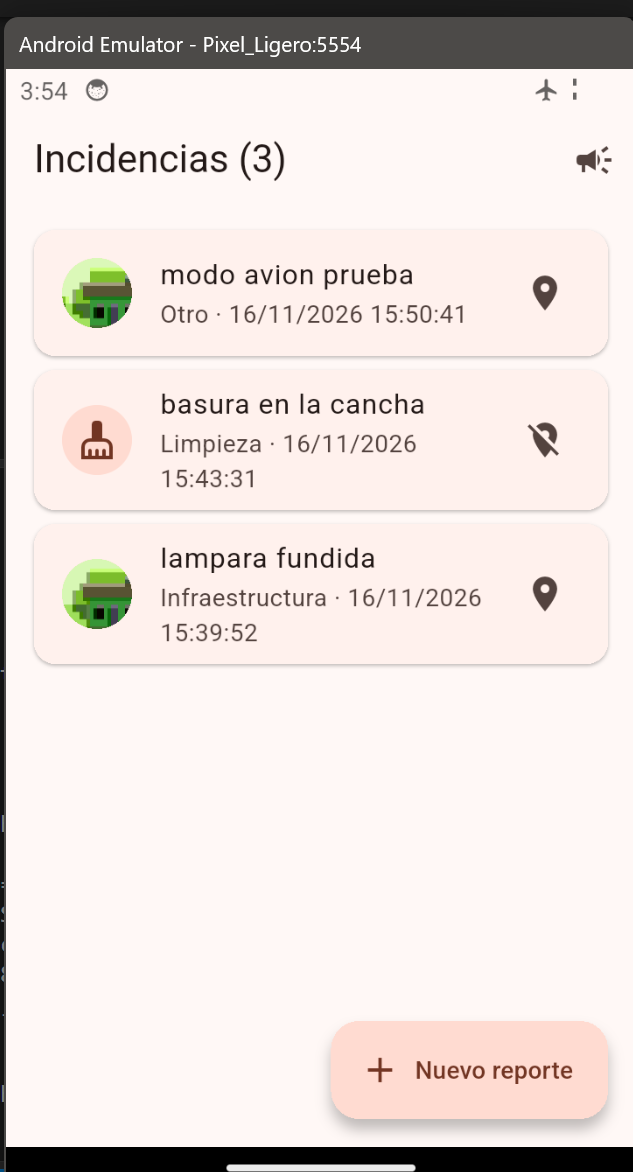 Android Emulator - Pixel_Ligero:5554
3:54
Incidencias (3)
modo avion prueba
Otro · 16/11/2026 15:50:41
basura en la cancha
Limpieza · 16/11/2026
15:43:31
lampara fundida
Infraestructura · 16/11/2026
15:39:52
Nuevo reporte